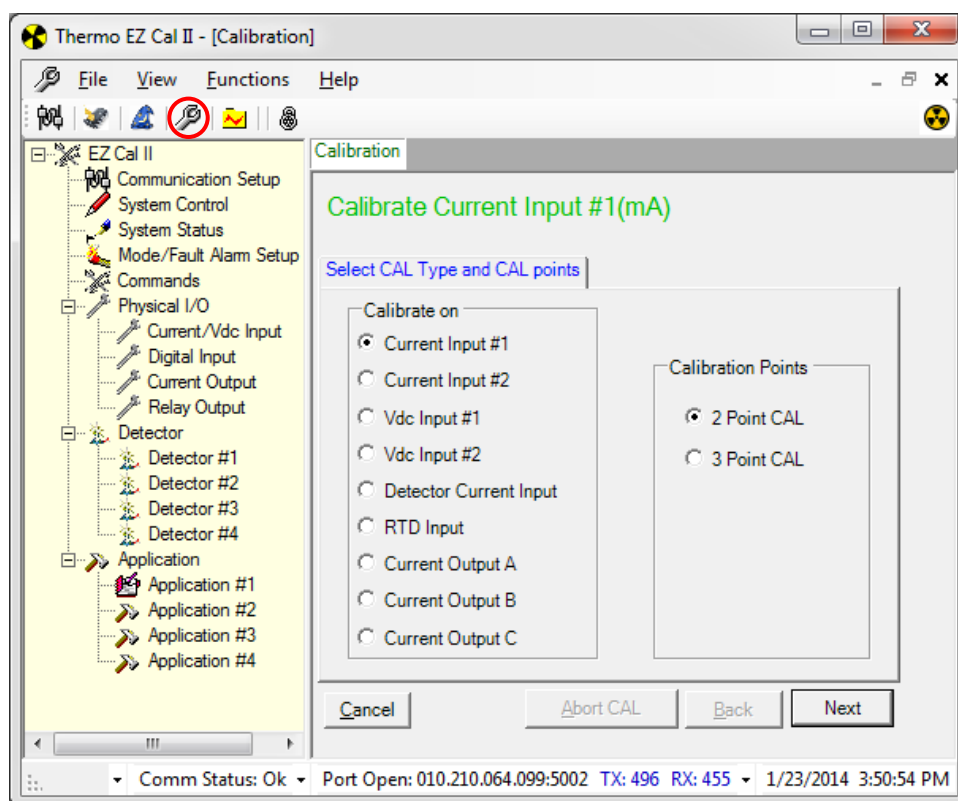 Thermo EZ Cal II - [Calibration]
File View Functions Help
EZ Cal II
Communication Setup
System Control
System Status
Mode/Fault Alarm Setup
Commands
Physical I/O
Current/Vdc Input
Digital Input
Current Output
Relay Output
Detector
Detector #1
Detector #2
Detector #3
Detector #4
Application
Application #1
Application #2
Application #3
Application #4
Calibration
Calibrate Current Input #1(mA)
Select CAL Type and CAL points
Calibrate on
Current Input #1
Current Input #2
Vdc Input #1
Vdc Input #2
Detector Current Input
RTD Input
Current Output A
Current Output B
Current Output C
Calibration Points
2 Point CAL
3 Point CAL
Cancel Abort CAL Back Next
Comm Status: Ok Port Open: 010.210.064.099:5002 TX: 496 RX: 455 1/23/2014 3:50:54 PM